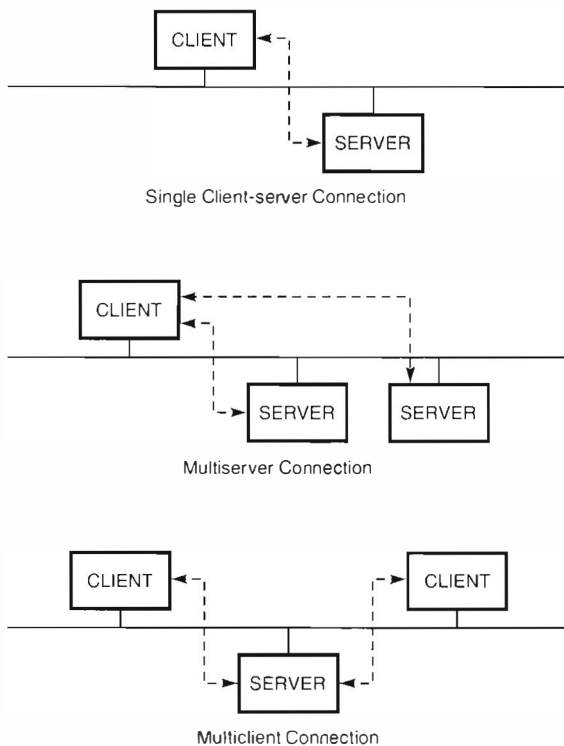 CLIENT
SERVER
Single Client-server Connection
CLIENT
SERVER SERVER
Multiserver Connection
CLIENT CLIENT
SERVER
Multiclient Connection